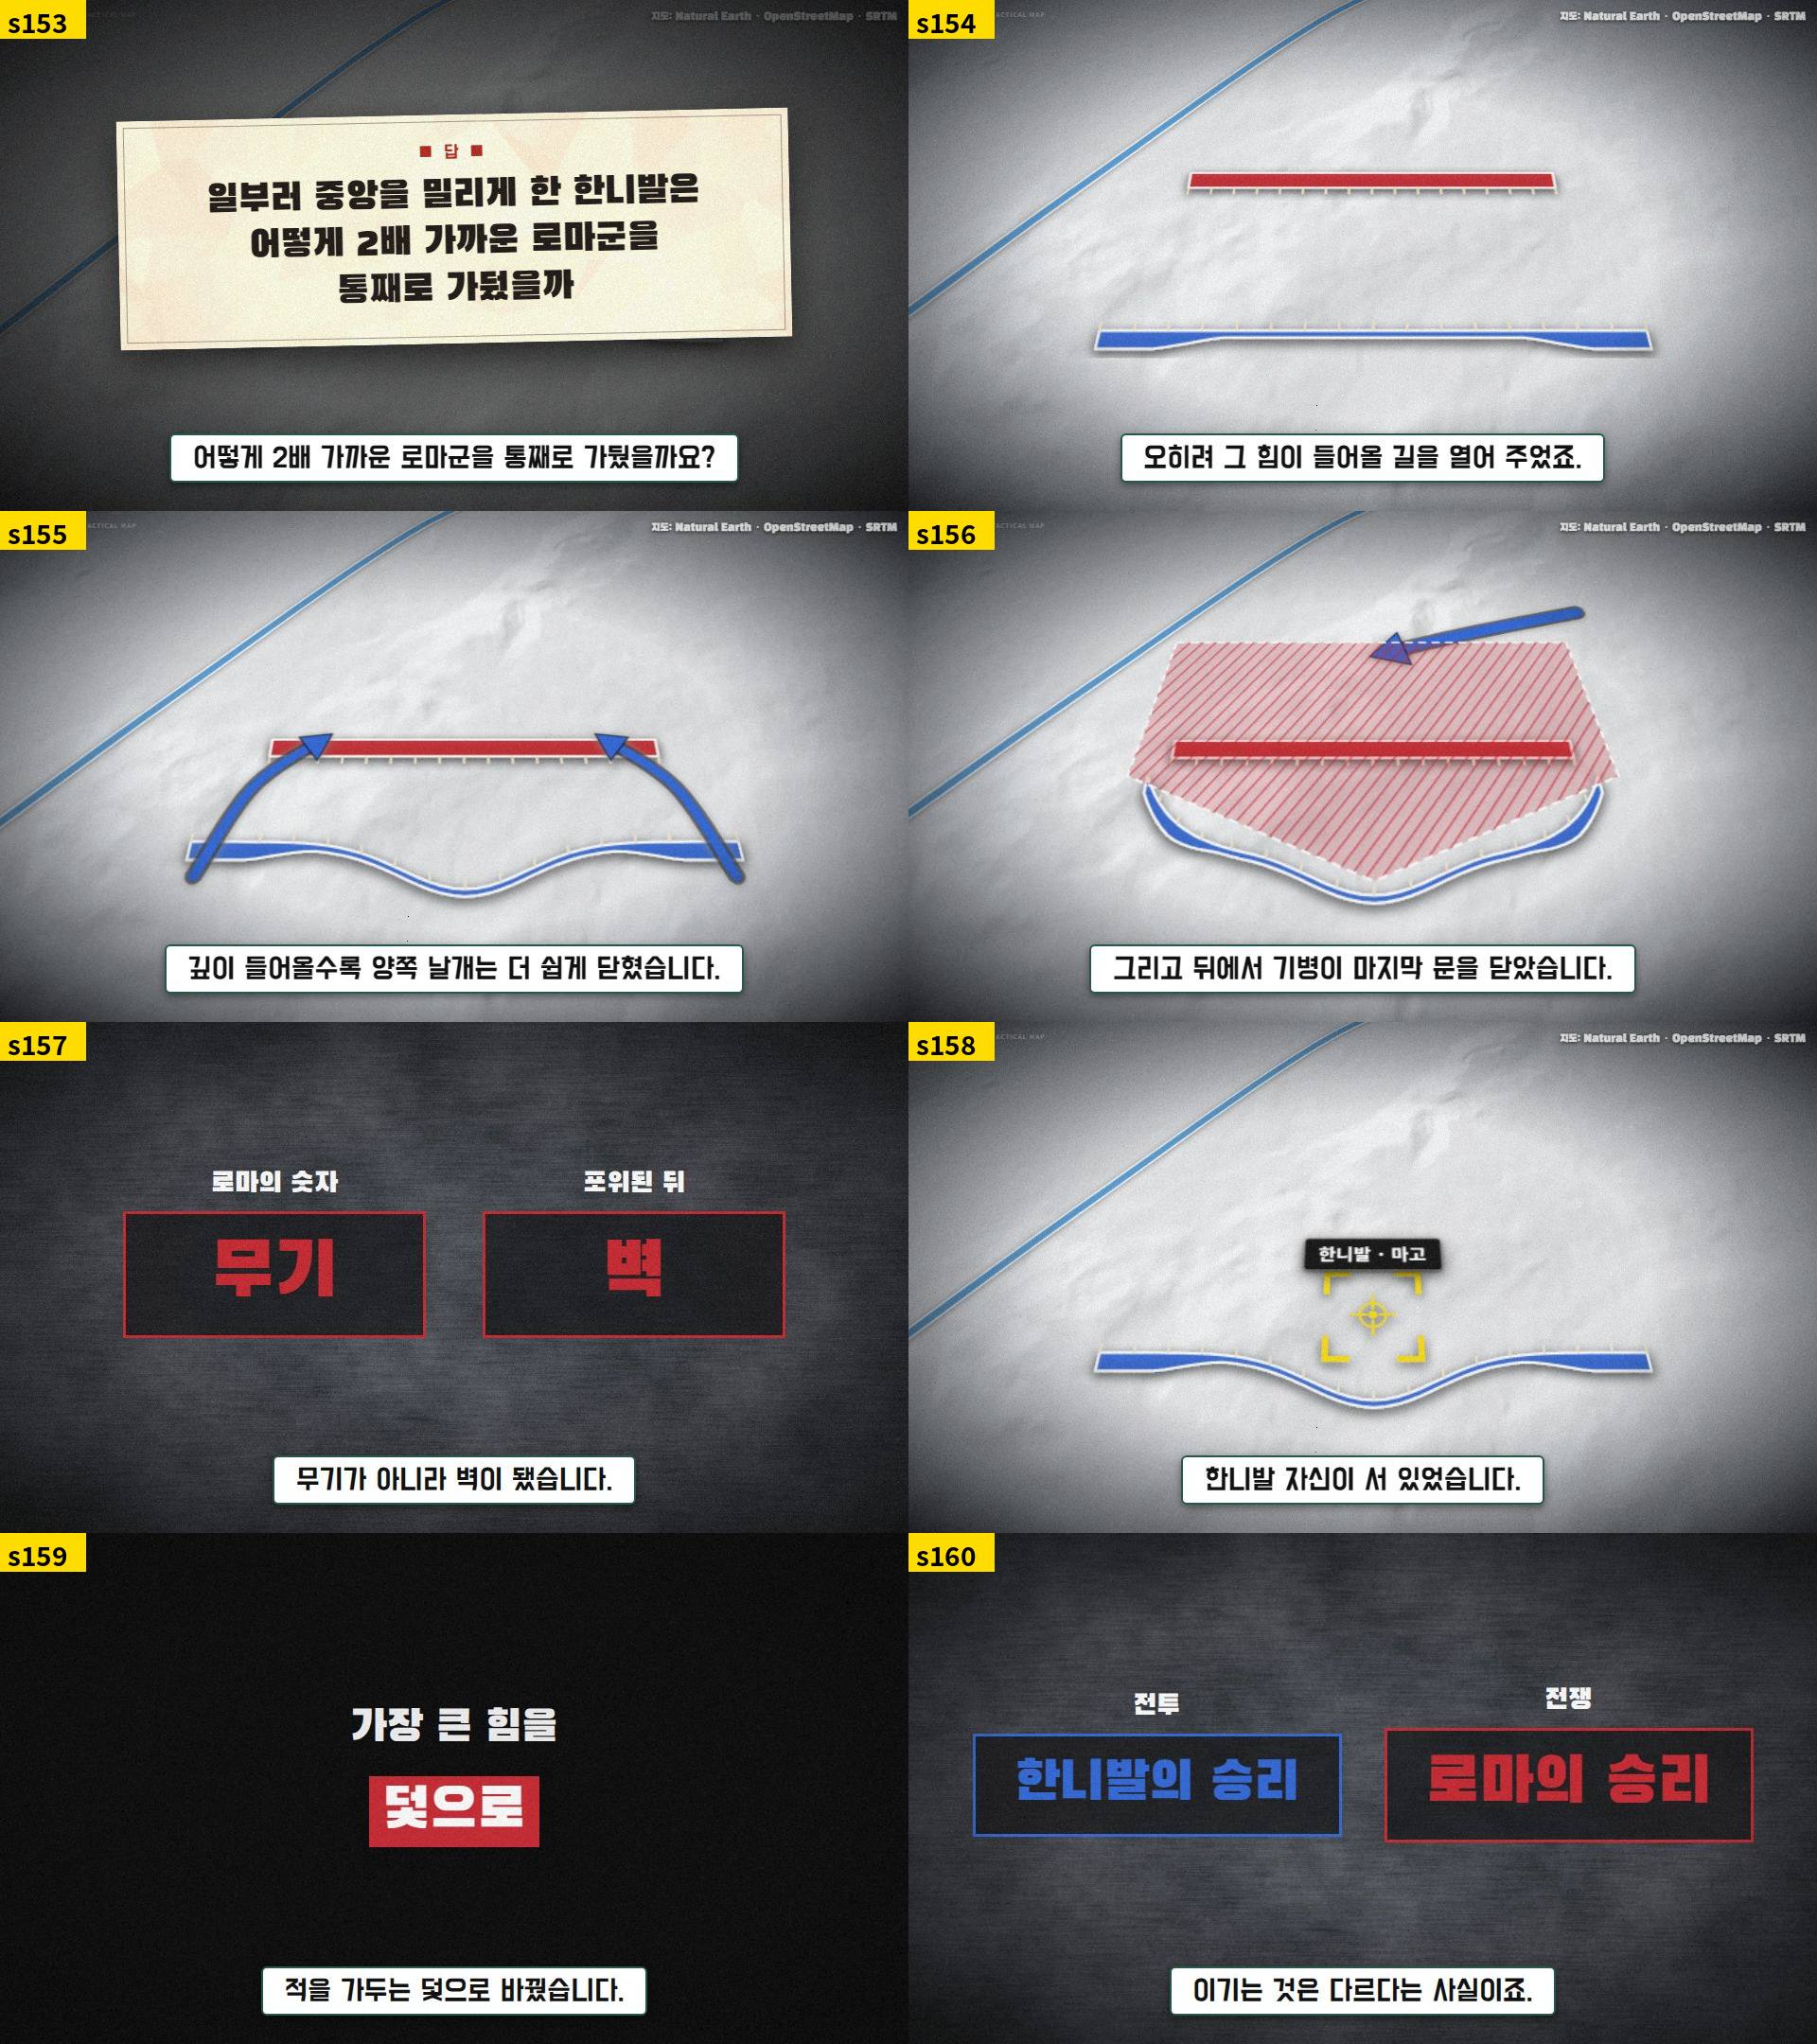 s153
지도: Natural Earth · OpenStreetMap · SRTM
■ 답 ■
일부러 중앙을 밀리게 한 한니발은
어떻게 2배 가까운 로마군을
통째로 가뒀을까
어떻게 2배 가까운 로마군을 통째로 가뒀을까요?
s154
지도: Natural Earth · OpenStreetMap · SRTM
오히려 그 힘이 들어올 길을 열어 주었죠.
s155
ACTICAL MAP
지도: Natural Earth · OpenStreetMap · SRTM
깊이 들어올수록 양쪽 날개는 더 쉽게 닫혔습니다.
s156
ACTICAL MAP
지도: Natural Earth · OpenStreetMap · SRTM
그리고 뒤에서 기병이 마지막 문을 닫았습니다.
s157
로마의 숫자
포위된 뒤
무기
벽
무기가 아니라 벽이 됐습니다.
s158
ACTICAL MAP
지도: Natural Earth · OpenStreetMap · SRTM
한니발 · 마고
한니발 자신이 서 있었습니다.
s159
가장 큰 힘을
덫으로
적을 가두는 덫으로 바꿨습니다.
s160
전투
전쟁
한니발의 승리
로마의 승리
이기는 것은 다르다는 사실이죠.